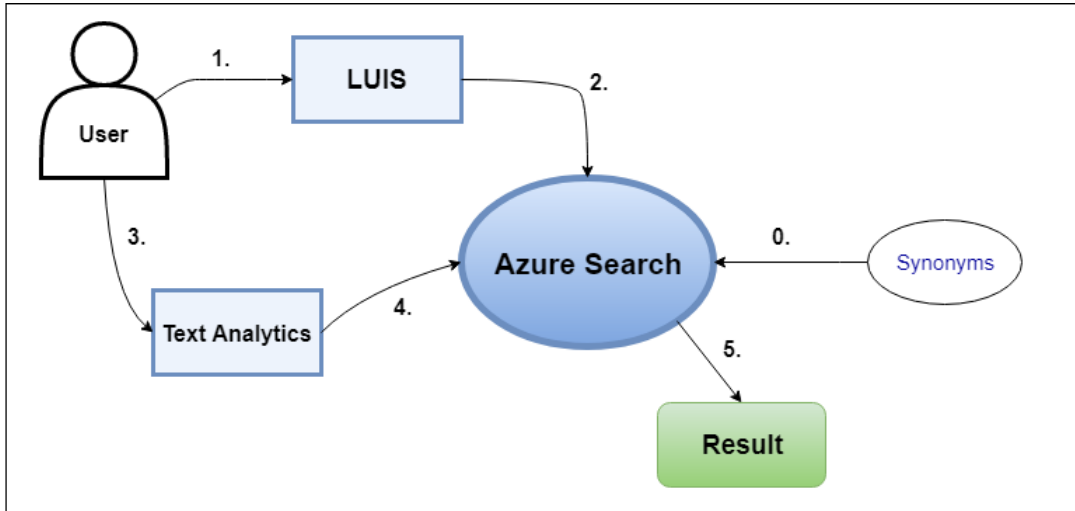 1.
LUIS
2.
User
3.
Azure Search
0.
Synonyms
Text Analytics
4.
5.
Result